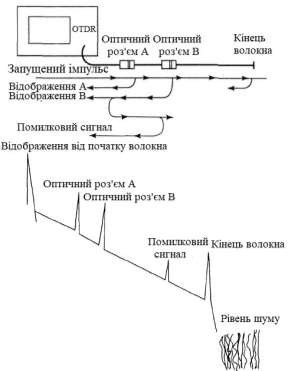 OTDR
Оптичний Оптичний Кінець
роз'єм A роз'єм B волокна
Запущений імпульс
Відображення A
Відображення B
Помилковий сигнал
Відображення від початку волокна
Оптичний роз'єм A
Оптичний роз'єм B
Помилковий Кінець волокна
сигнал
Рівень шуму